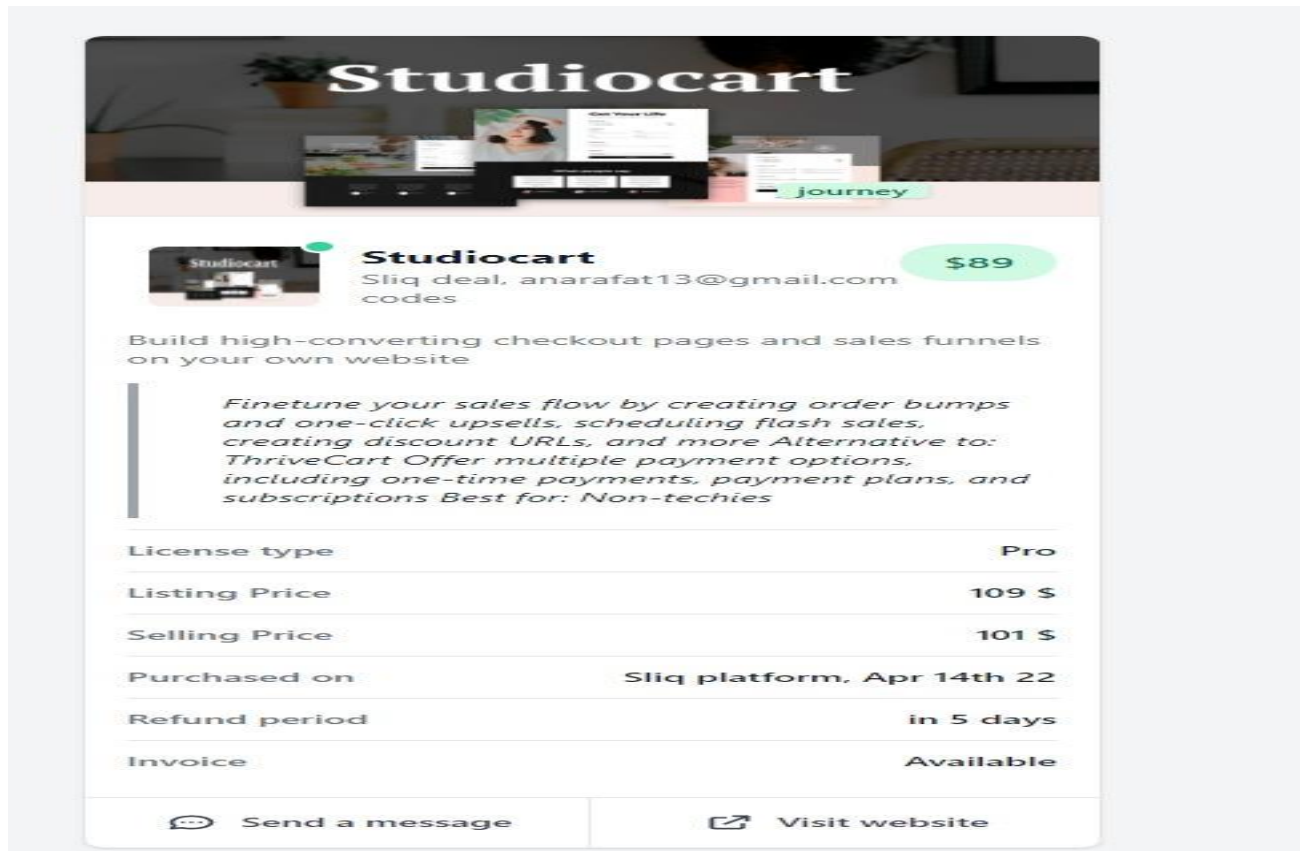 Studiocart
Get Your Life
journey
Studiocart
Studiocart
$89
Sliq deal, anarafat13@gmail.com
codes
Build high-converting checkout pages and sales funnels
on your own website
Finetune your sales flow by creating order bumps
and one-click upsells, scheduling flash sales,
creating discount URLs, and more Alternative to:
ThriveCart Offer multiple payment options,
including one-time payments, payment plans, and
subscriptions Best for: Non-techies
License type Pro
Listing Price 109 $
Selling Price 101 $
Purchased on Sliq platform, Apr 14th 22
Refund period in 5 days
Invoice Available
Send a message Visit website